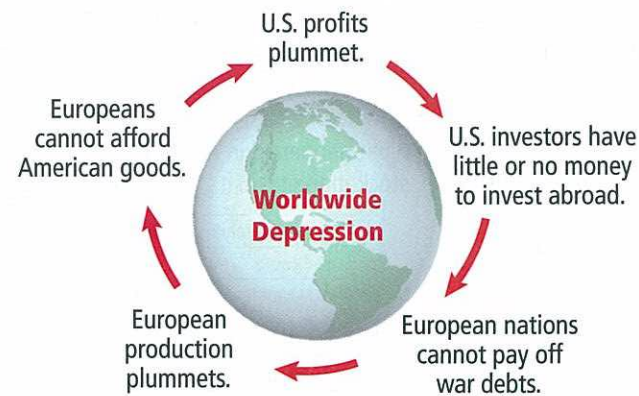 U.S. profits
plummet.
U.S. investors have
little or no money
to invest abroad.
European nations
cannot pay off
war debts.
European
production
plummets.
Europeans
cannot afford
American goods.
Worldwide
Depression